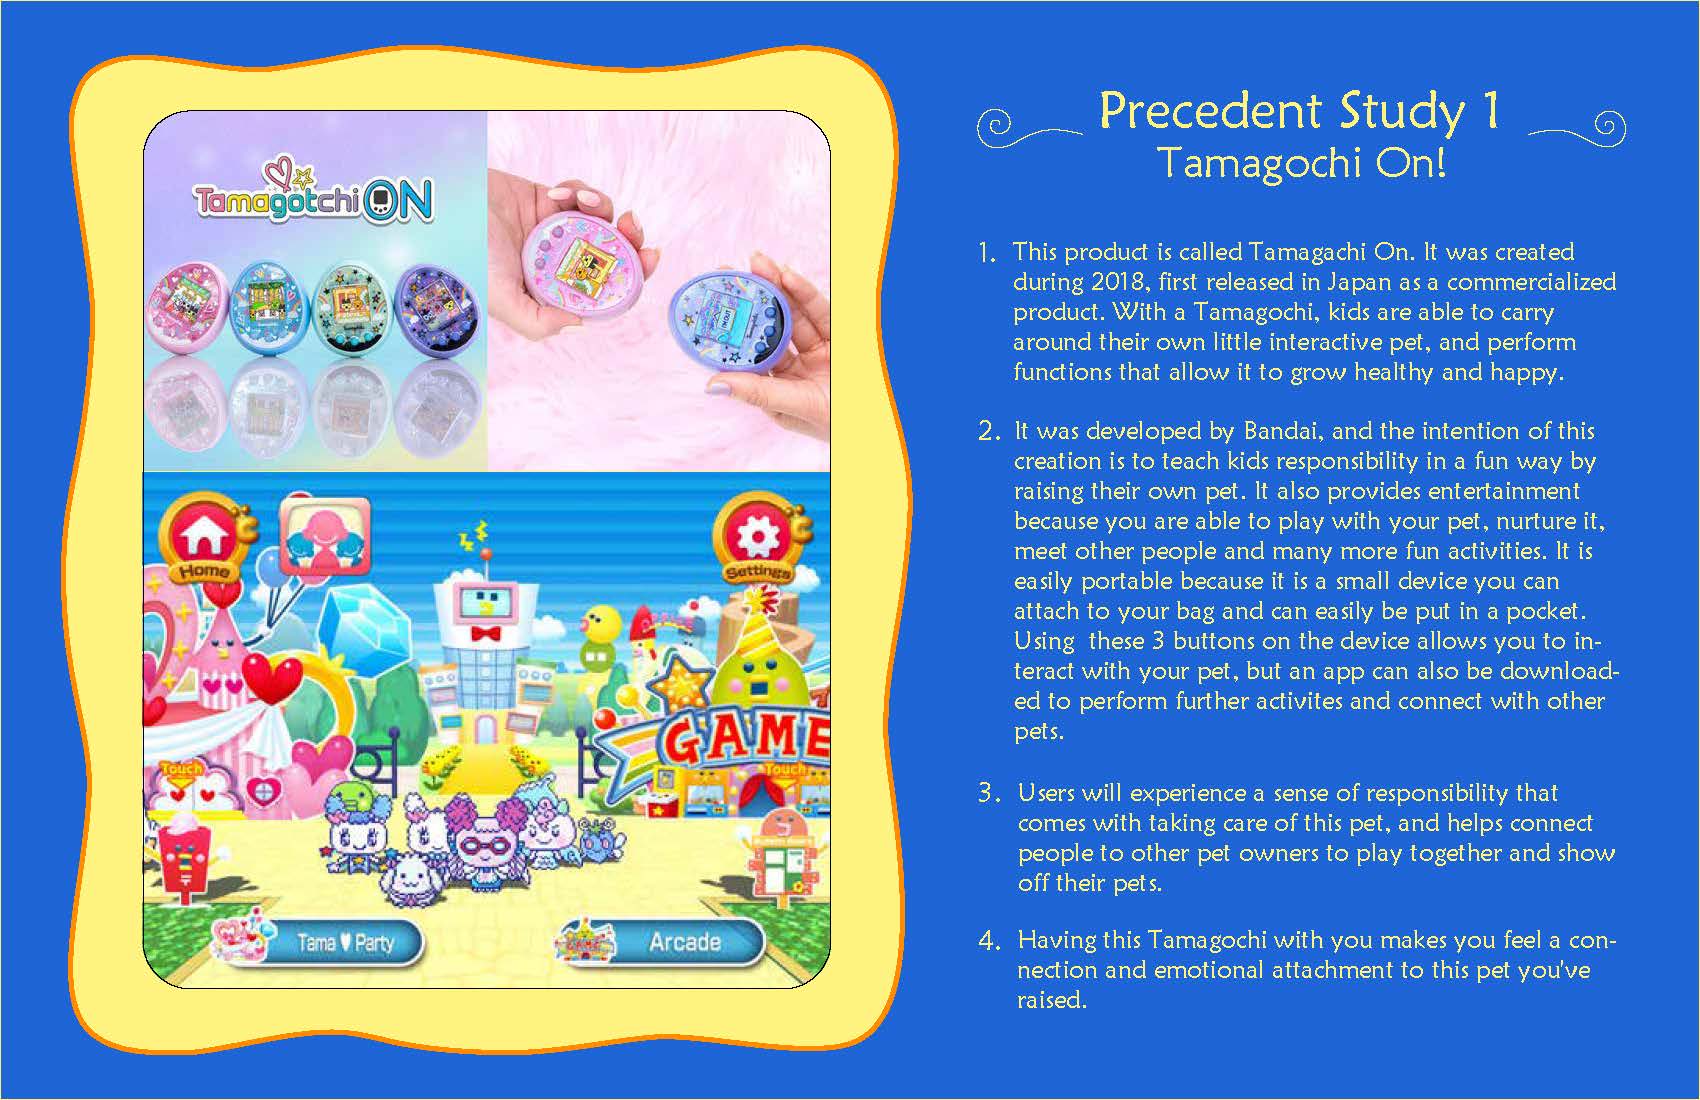 Tamagotchi ON
Home
Settings
GAME
Touch
Touch
Tama ♥ Party
Arcade
Precedent Study 1
Tamagochi On!
1. This product is called Tamagachi On. It was created
during 2018, first released in Japan as a commercialized
product. With a Tamagochi, kids are able to carry
around their own little interactive pet, and perform
functions that allow it to grow healthy and happy.
2. It was developed by Bandai, and the intention of this
creation is to teach kids responsibility in a fun way by
raising their own pet. It also provides entertainment
because you are able to play with your pet, nurture it,
meet other people and many more fun activities. It is
easily portable because it is a small device you can
attach to your bag and can easily be put in a pocket.
Using  these 3 buttons on the device allows you to in-
teract with your pet, but an app can also be download-
ed to perform further activites and connect with other
pets.
3. Users will experience a sense of responsibility that
comes with taking care of this pet, and helps connect
people to other pet owners to play together and show
off their pets.
4. Having this Tamagochi with you makes you feel a con-
nection and emotional attachment to this pet you've
raised.